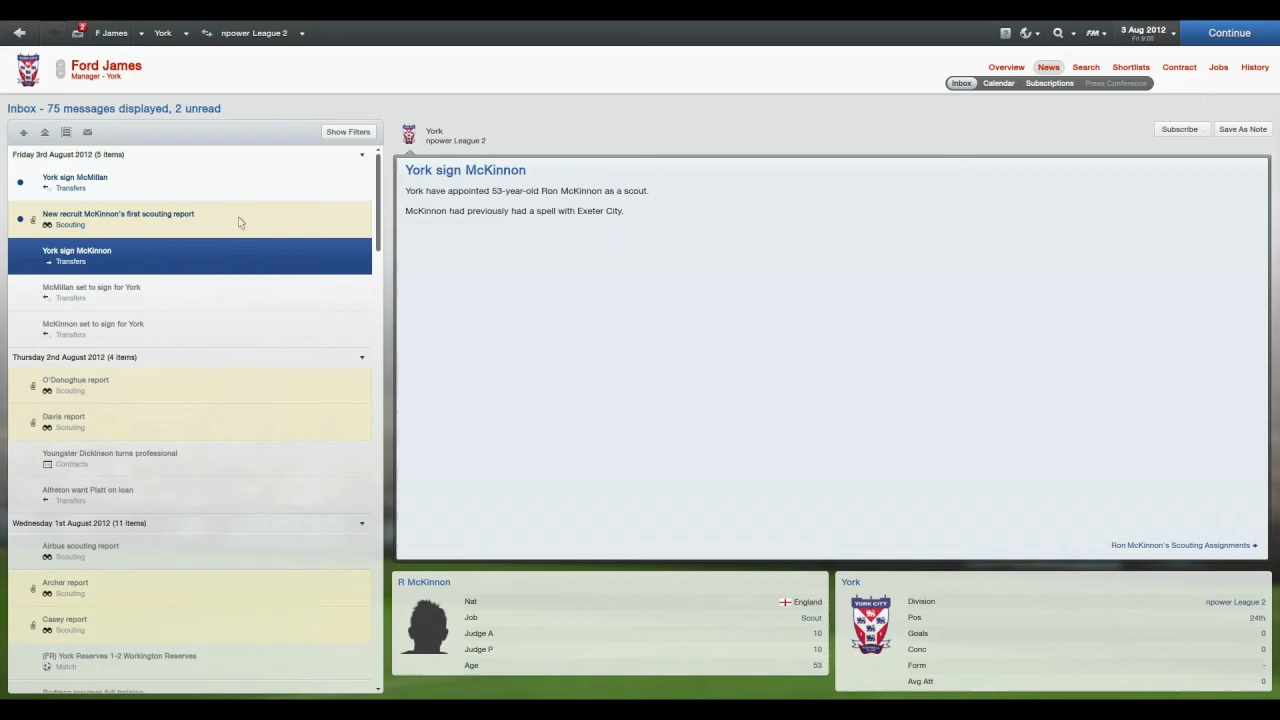 2
F James
York
npower League 2
?
FM
3 Aug 2012
Fri 9:00
Continue
Ford James
Manager - York
Overview
News
Search
Shortlists
Contract
Jobs
History
Inbox
Calendar
Subscriptions
Press Conference
Inbox - 75 messages displayed, 2 unread
Show Filters
Friday 3rd August 2012 (5 items)
York sign McMillan
Transfers
New recruit McKinnon's first scouting report
Scouting
York sign McKinnon
Transfers
McMillan set to sign for York
Transfers
McKinnon set to sign for York
Transfers
Thursday 2nd August 2012 (4 items)
O'Donoghue report
Scouting
Davis report
Scouting
Youngster Dickinson turns professional
Contracts
Alfreton want Platt on loan
Transfers
Wednesday 1st August 2012 (11 items)
Airbus scouting report
Scouting
Archer report
Scouting
Casey report
Scouting
(FR) York Reserves 1-2 Workington Reserves
Match
York
npower League 2
Subscribe
Save As Note
York sign McKinnon
York have appointed 53-year-old Ron McKinnon as a scout.
McKinnon had previously had a spell with Exeter City.
Ron McKinnon's Scouting Assignments
R McKinnon
Nat England
Job Scout
Judge A 10
Judge P 10
Age 53
York
YORK CITY
Division npower League 2
Pos 24th
Goals 0
Conc 0
Form -
Avg Att 0